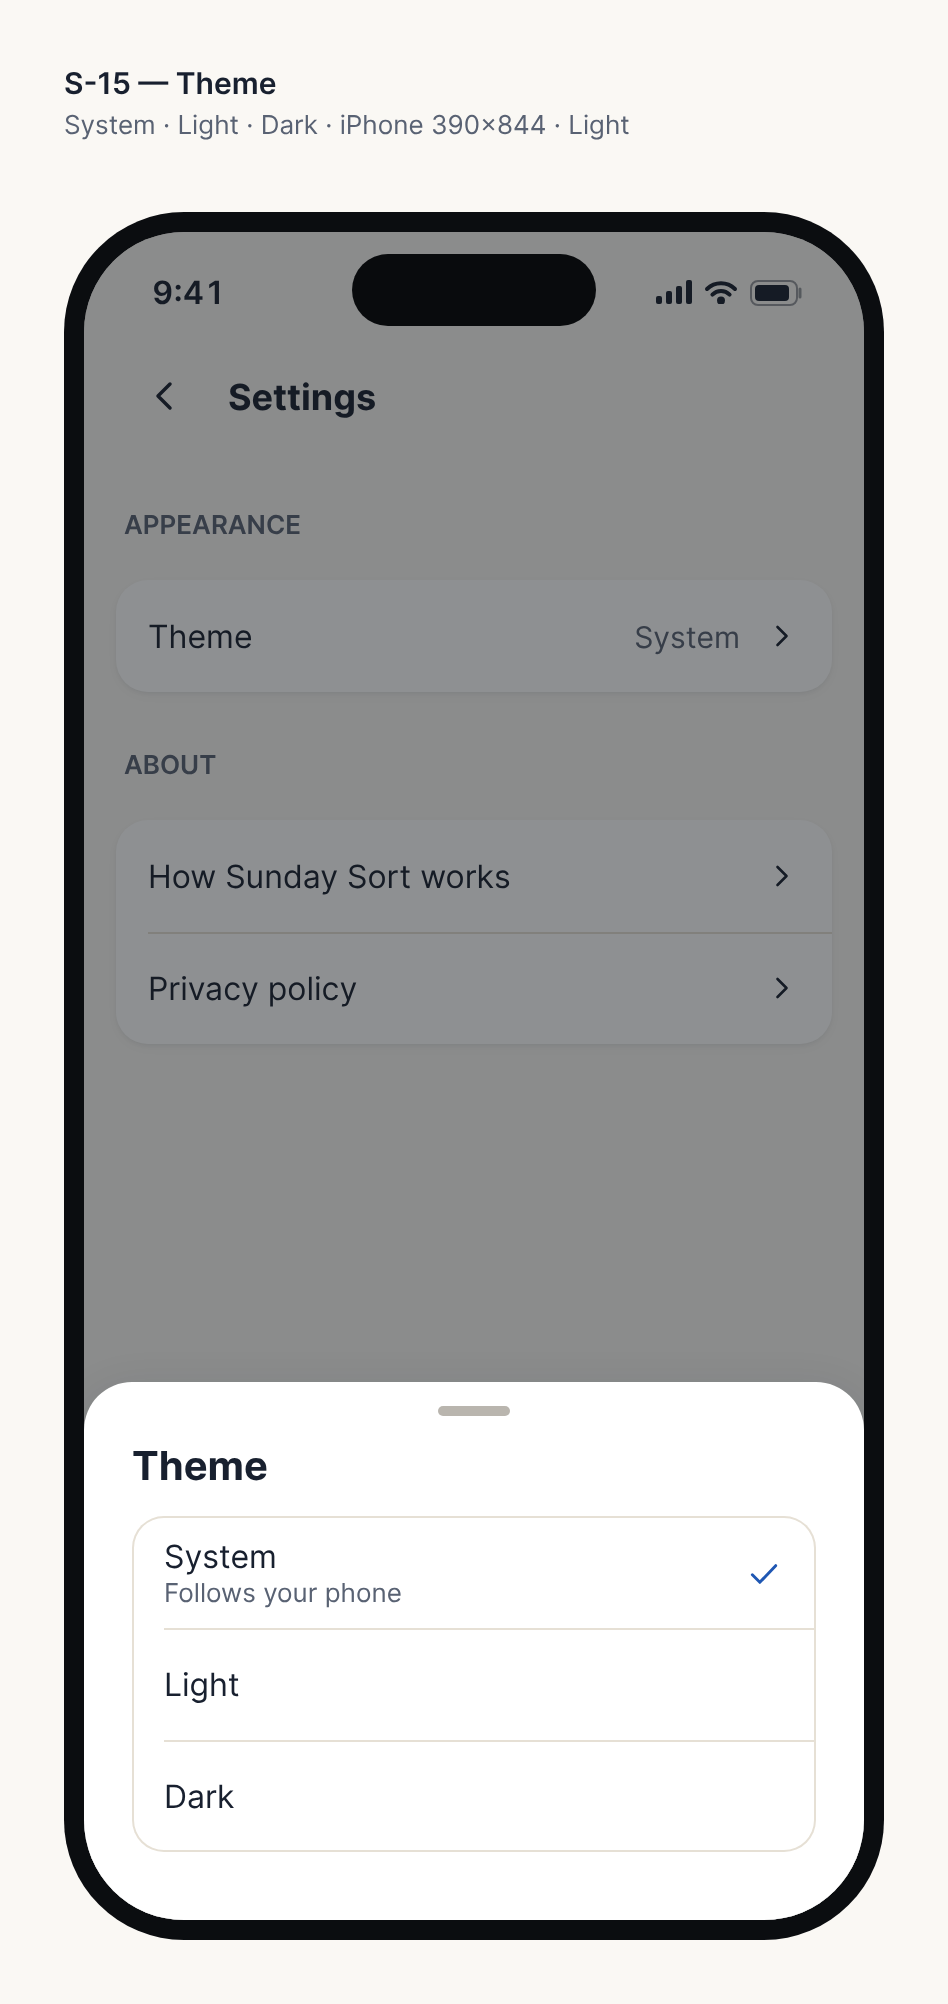 S-15 — Theme
System · Light · Dark · iPhone 390×844 · Light
9:41
Settings
APPEARANCE
Theme System
ABOUT
How Sunday Sort works
Privacy policy
Theme
System
Follows your phone
Light
Dark